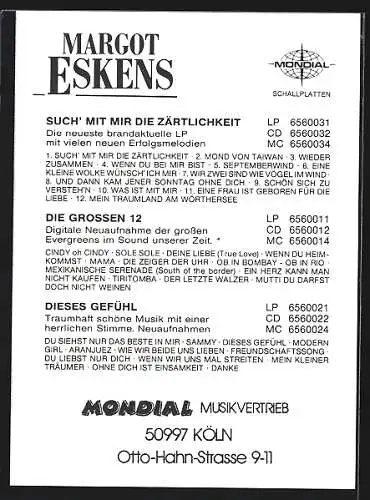 MARGOT
ESKENS
MONDIAL
SCHALLPLATTEN
SUCH' MIT MIR DIE ZÄRTLICHKEIT LP 6560031
Die neueste brandaktuelle LP CD 6560032
mit vielen neuen Erfolgsmelodien MC 6560034
1. SUCH' MIT MIR DIE ZÄRTLICHKEIT · 2. MOND VON TAIWAN · 3. WIEDER
ZUSAMMEN · 4. WENN DU BEI MIR BIST · 5. SEPTEMBERWIND · 6. EINE
KLEINE WOLKE WÜNSCH' ICH MIR · 7. WIR ZWEI SIND WIE VÖGEL IM WIND ·
8. UND DANN KAM JENER SONNTAG OHNE DICH · 9. SCHÖN SICH ZU
VERSTEH'N · 10. WAS IST MIT MIR · 11. EINE FRAU IST GEBOREN FÜR DIE
LIEBE · 12. MEIN TRAUMLAND AM WÖRTHERSEE
DIE GROSSEN 12 LP 6560011
Digitale Neuaufnahme der großen CD 6560012
Evergreens im Sound unserer Zeit. * MC 6560014
CINDY oh CINDY · SOLE SOLE · DEINE LIEBE (True Love) · WENN DU HEIM-
KOMMST · MAMA · DIE ZEIGER DER UHR · OB IN BOMBAY - OB IN RIO ·
MEXIKANISCHE SERENADE (South of the border) · EIN HERZ KANN MAN
NICHT KAUFEN · TIRITOMBA · DER LETZTE WALZER · MUTTI DU DARFST
DOCH NICHT WEINEN
DIESES GEFÜHL LP 6560021
Traumhaft schöne Musik mit einer CD 6560022
herrlichen Stimme. Neuaufnahmen MC 6560024
DU SIEHST NUR DAS BESTE IN MIR · SAMMY · DIESES GEFÜHL · MODERN
GIRL · ARANJUEZ · WIE WIR BEIDE UNS LIEBEN · FREUNDSCHAFTSSONG ·
DU LIEBST NUR DICH · WENN WIR UNS MAL STREITEN · MEIN KLEINER
TRÄUMER · OHNE DICH IST EINSAMKEIT · DANKE
MONDIAL MUSIKVERTRIEB
50997 KÖLN
Otto-Hahn-Strasse 9-11